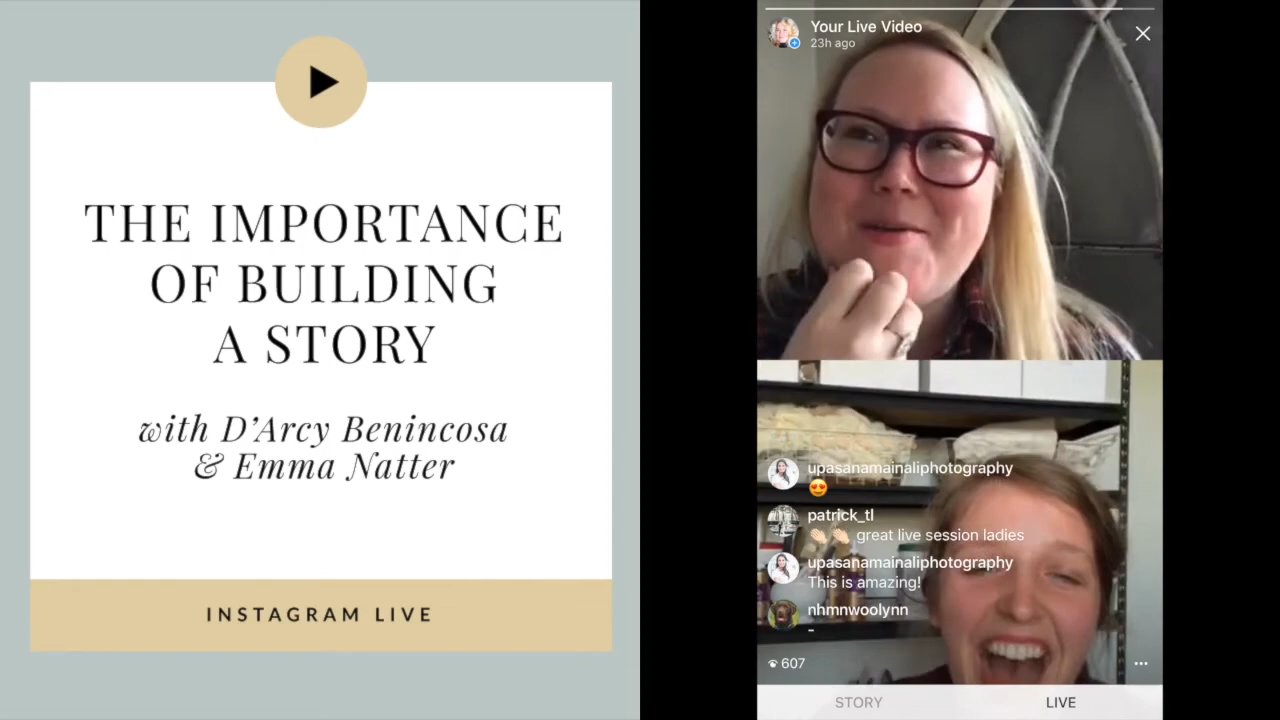 THE IMPORTANCE
OF BUILDING
A STORY
with D'Arcy Benincosa
& Emma Natter
INSTAGRAM LIVE
Your Live Video
23h ago
upasanamainaliphotography
😍
patrick_tl
👏🏻👏🏻 great live session ladies
upasanamainaliphotography
This is amazing!
nhmnwoolynn
-
607
STORY LIVE